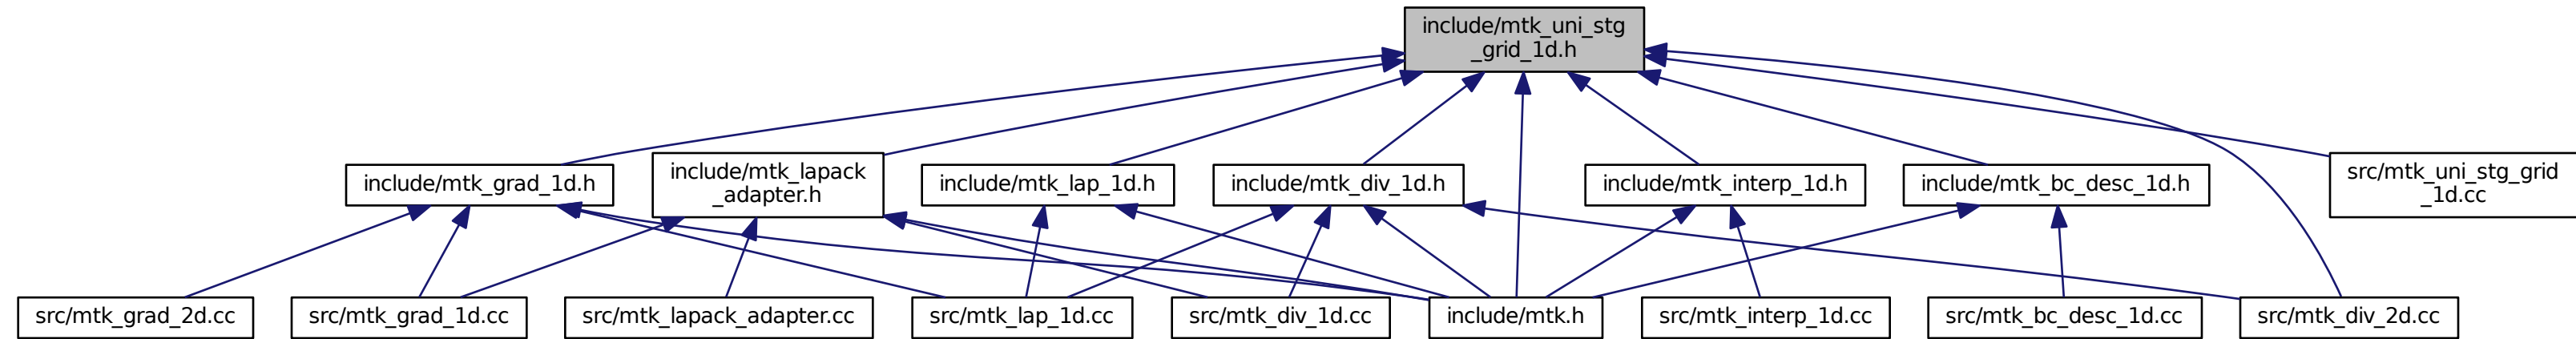 include/mtk_uni_stg
_grid_1d.h
include/mtk_grad_1d.h
include/mtk_lapack
_adapter.h
include/mtk_lap_1d.h
include/mtk_div_1d.h
include/mtk_interp_1d.h
include/mtk_bc_desc_1d.h
src/mtk_uni_stg_grid
_1d.cc
src/mtk_grad_2d.cc
src/mtk_grad_1d.cc
src/mtk_lapack_adapter.cc
src/mtk_lap_1d.cc
src/mtk_div_1d.cc
include/mtk.h
src/mtk_interp_1d.cc
src/mtk_bc_desc_1d.cc
src/mtk_div_2d.cc